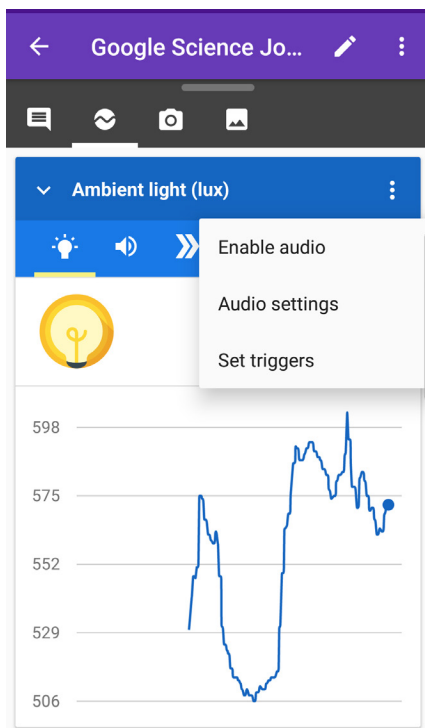 Google Science Jo...
Ambient light (lux)
Enable audio
Audio settings
Set triggers
598
575
552
529
506